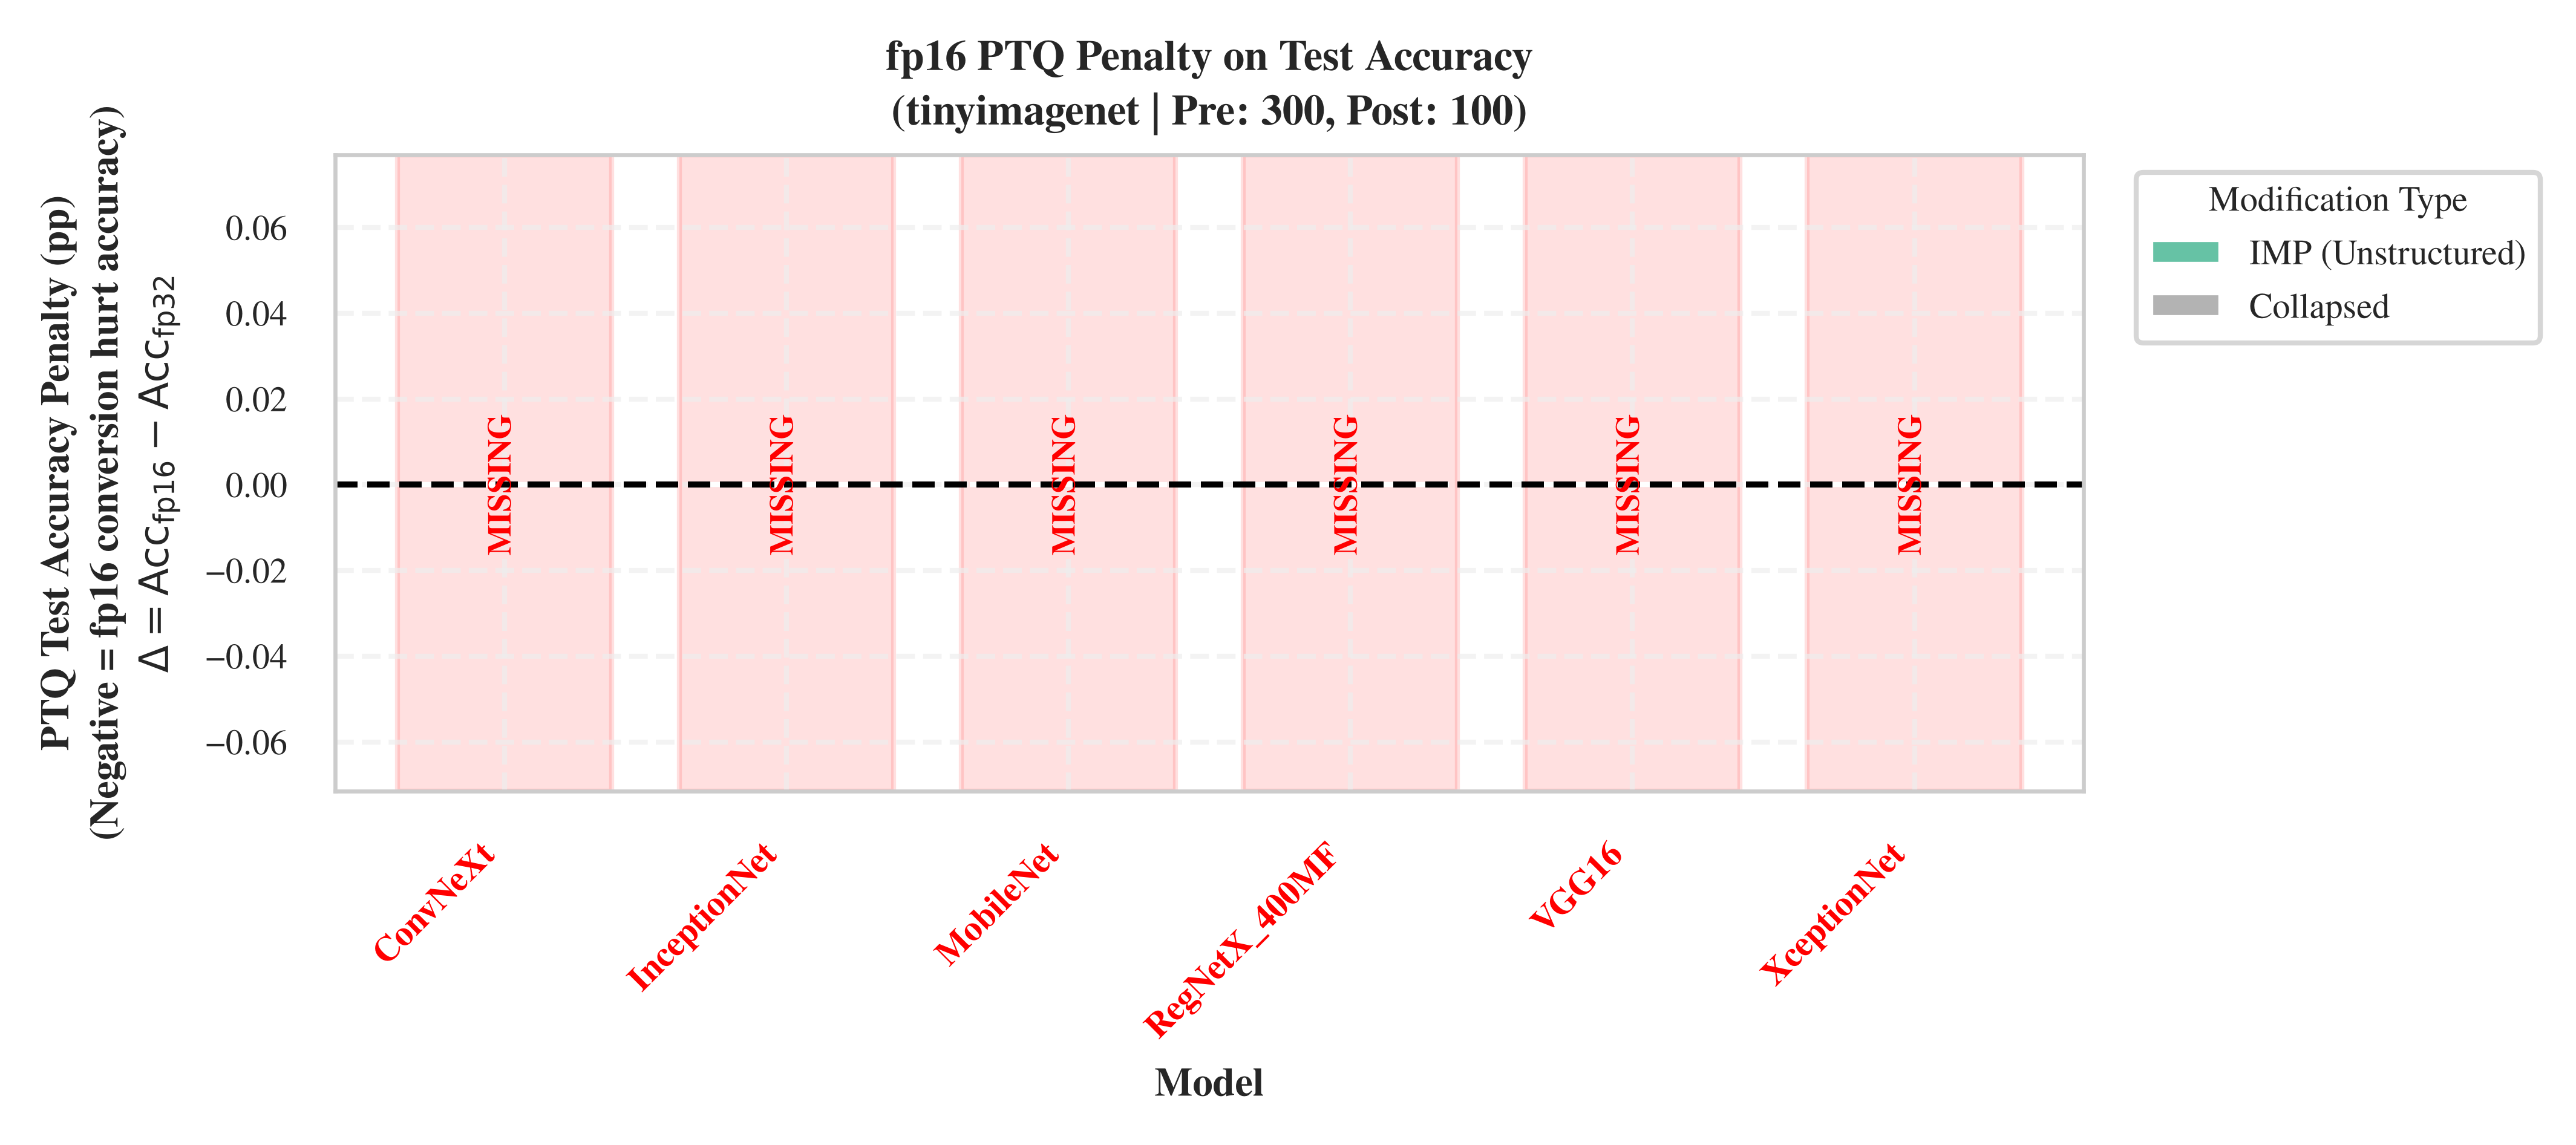 fp16 PTQ Penalty on Test Accuracy
(tinyimagenet | Pre: 300, Post: 100)
PTQ Test Accuracy Penalty (pp)
(Negative = fp16 conversion hurt accuracy)
Δ = Acc_fp16 − Acc_fp32
0.06
0.04
0.02
0.00
−0.02
−0.04
−0.06
MISSING
MISSING
MISSING
MISSING
MISSING
MISSING
ConvNeXt
InceptionNet
MobileNet
RegNetX_400MF
VGG16
XceptionNet
Model
Modification Type
IMP (Unstructured)
Collapsed